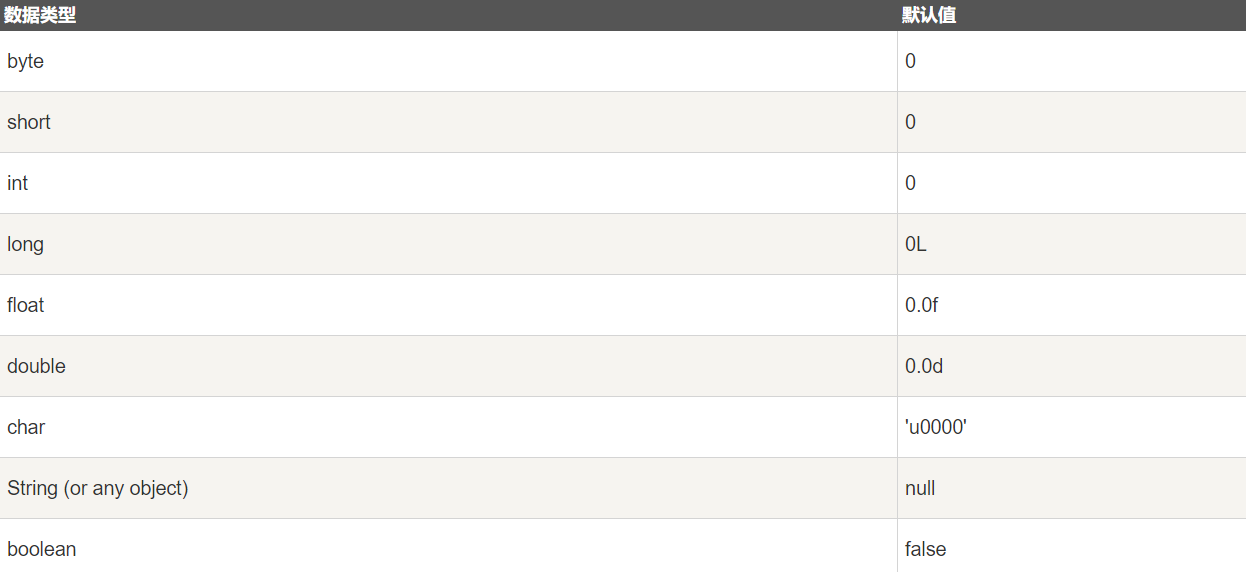 数据类型 默认值
byte 0
short 0
int 0
long 0L
float 0.0f
double 0.0d
char 'u0000'
String (or any object) null
boolean false